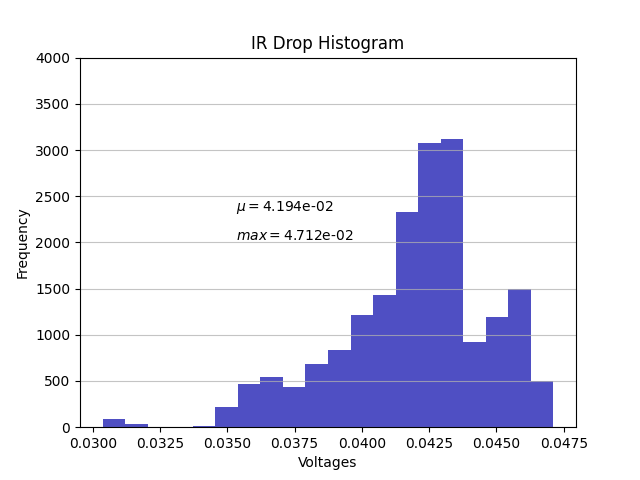 IR Drop Histogram
4000
3500
3000
2500
2000
1500
1000
500
0
Frequency
μ = 4.194e-02
max = 4.712e-02
0.0300 0.0325 0.0350 0.0375 0.0400 0.0425 0.0450 0.0475
Voltages